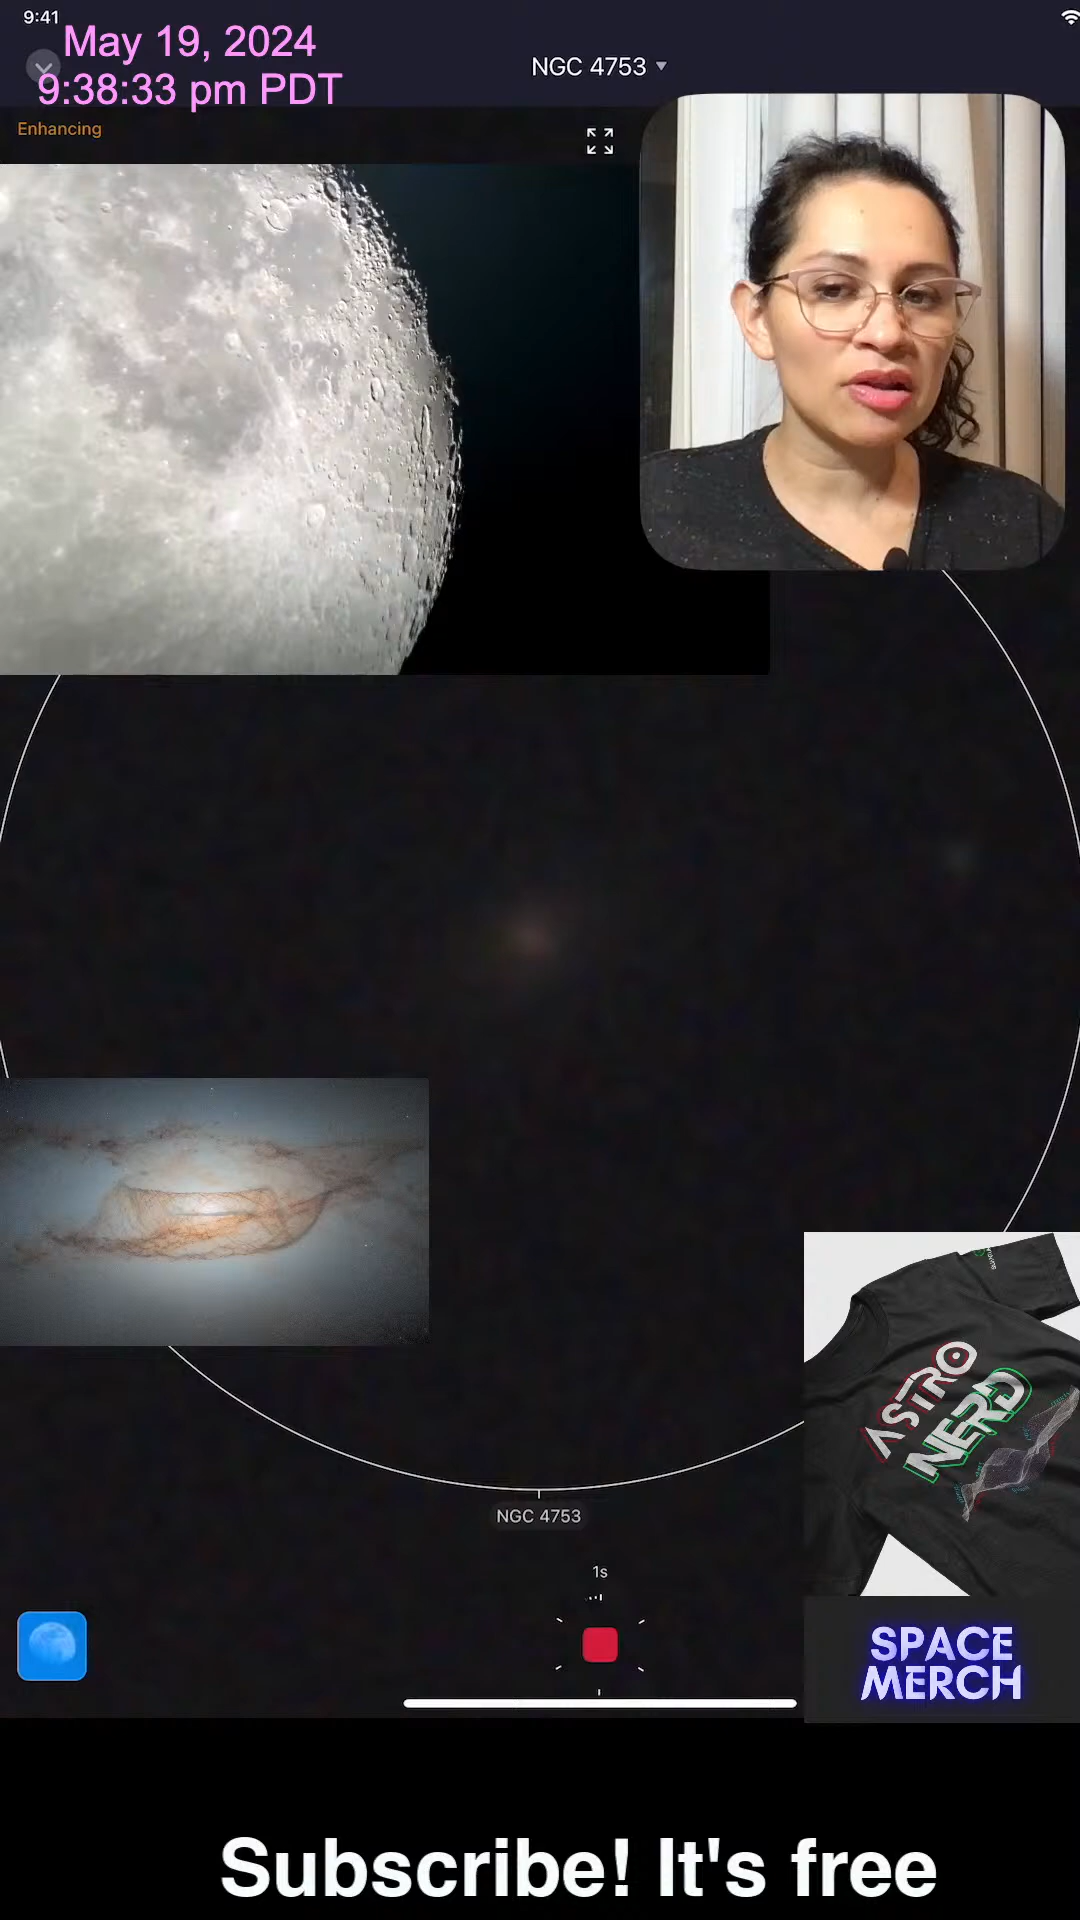 9:41
May 19, 2024
9:38:33 pm PDT
NGC 4753
Enhancing
ASTRO
NERD
NGC 4753
1s
SPACE
MERCH
Subscribe! It's free